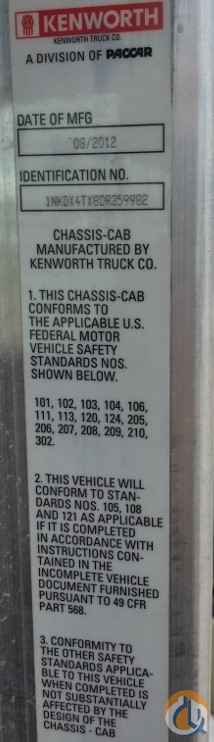 KENWORTH
KENWORTH TRUCK CO.
A DIVISION OF PACCAR
DATE OF MFG
08/2012
IDENTIFICATION NO.
1NKDX4TX8DR259982
CHASSIS-CAB
MANUFACTURED BY
KENWORTH TRUCK CO.
1. THIS CHASSIS-CAB
CONFORMS TO
THE APPLICABLE U.S.
FEDERAL MOTOR
VEHICLE SAFETY
STANDARDS NOS.
SHOWN BELOW.
101, 102, 103, 104, 106,
111, 113, 120, 124, 205,
206, 207, 208, 209, 210,
302.
2. THIS VEHICLE WILL
CONFORM TO STAN-
DARDS NOS. 105, 108
AND 121 AS APPLICABLE
IF IT IS COMPLETED
IN ACCORDANCE WITH
INSTRUCTIONS CON-
TAINED IN THE
INCOMPLETE VEHICLE
DOCUMENT FURNISHED
PURSUANT TO 49 CFR
PART 568.
3. CONFORMITY TO
THE OTHER SAFETY
STANDARDS APPLICA-
BLE TO THIS VEHICLE
WHEN COMPLETED IS
NOT SUBSTANTIALLY
AFFECTED BY THE
DESIGN OF THE
CHASSIS - CAB